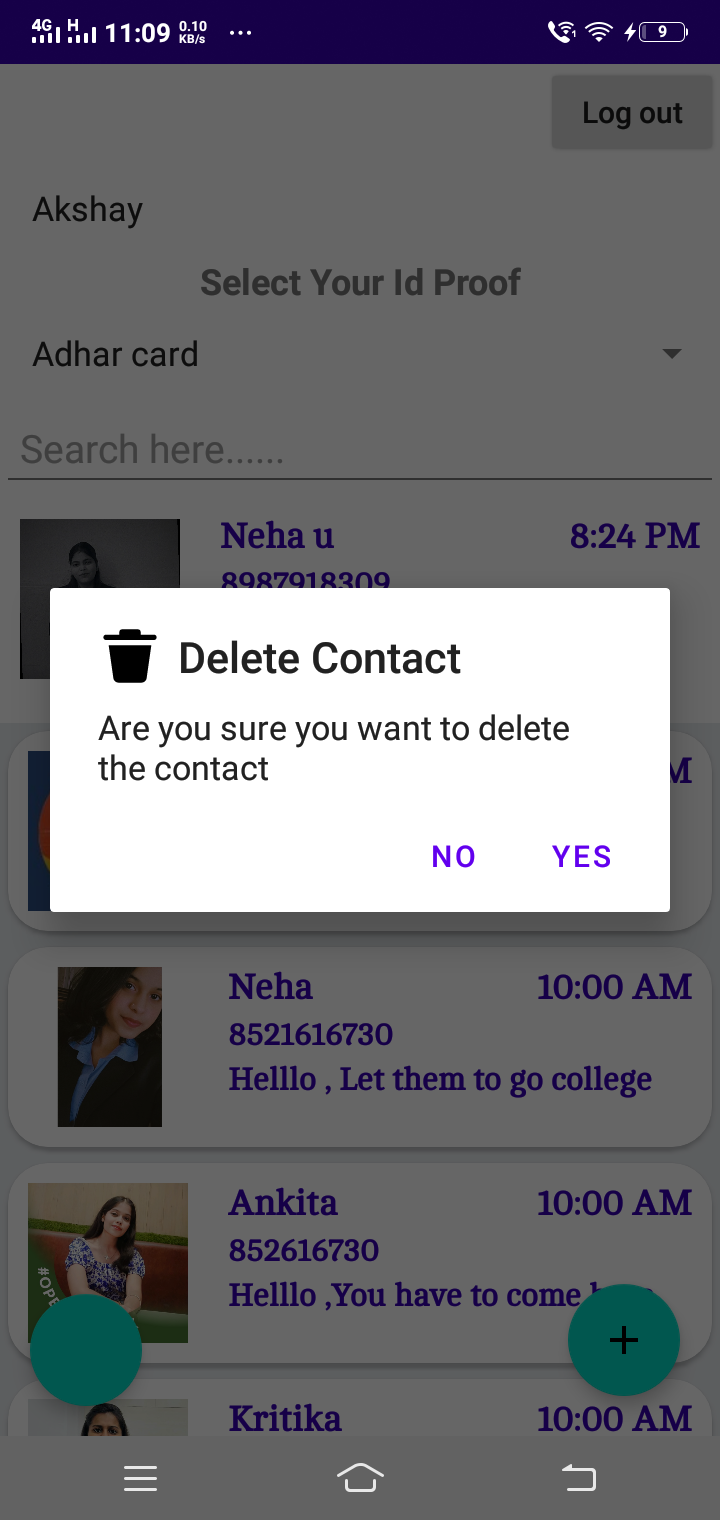 4G H 11:09 0.10 KB/s ... 1 9
Log out
Akshay
Select Your Id Proof
Adhar card
Search here......
Neha u 8:24 PM
8987918309
Delete Contact
Are you sure you want to delete
the contact
M
NO YES
Neha 10:00 AM
8521616730
Helllo , Let them to go college
Ankita 10:00 AM
852616730
Helllo ,You have to come
#OPE
Kritika 10:00 AM